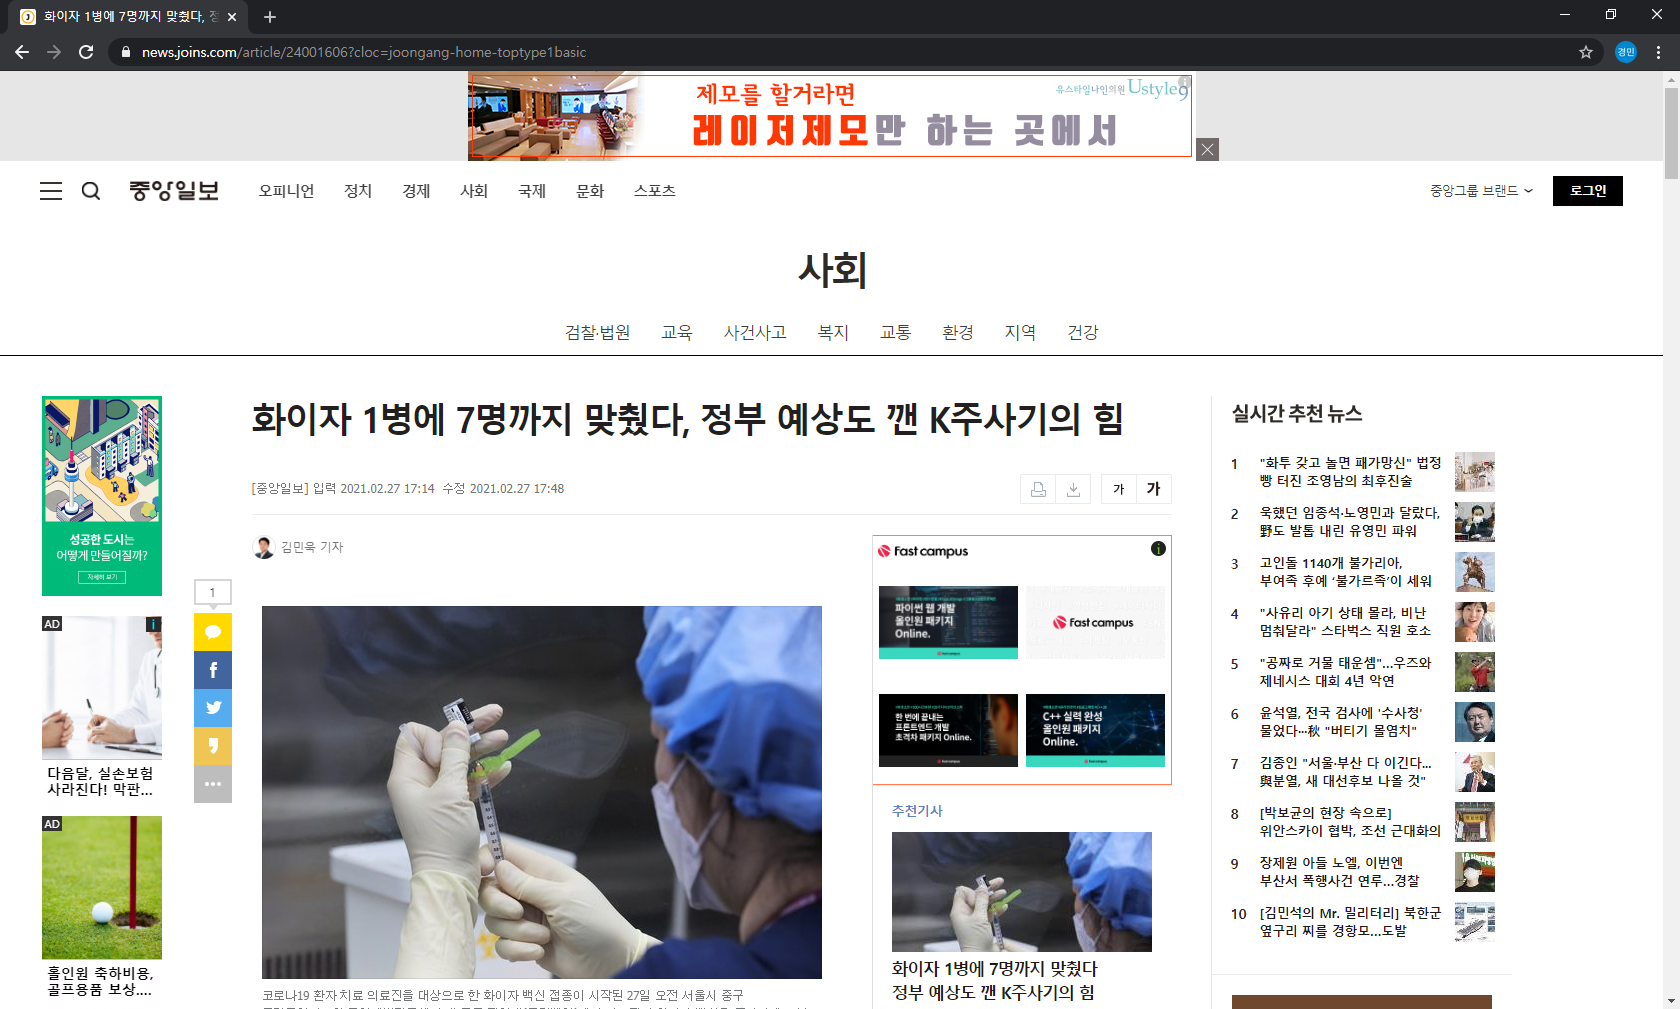 화이자 1병에 7명까지 맞췄다, 정
news.joins.com/article/24001606?cloc=joongang-home-toptype1basic
경민
제모를 할거라면
레이저제모만 하는 곳에서
유스타일나인의원 Ustyle9
중앙일보
오피니언 정치 경제 사회 국제 문화 스포츠
중앙그룹 브랜드
로그인
사회
검찰·법원 교육 사건사고 복지 교통 환경 지역 건강
성공한 도시는
어떻게 만들어질까?
자세히 보기
AD
다음달, 실손보험
사라진다! 막판...
AD
홀인원 축하비용,
골프용품 보상....
1
화이자 1병에 7명까지 맞췄다, 정부 예상도 깬 K주사기의 힘
[중앙일보] 입력 2021.02.27 17:14 수정 2021.02.27 17:48
가 가
김민욱 기자
코로나19 환자 치료 의료진을 대상으로 한 화이자 백신 접종이 시작된 27일 오전 서울시 중구
Fast campus
파이썬 웹 개발
올인원 패키지
Online.
Fast campus
한 번에 끝내는
프론트엔드 개발
초격차 패키지 Online.
C++ 실력 완성
올인원 패키지
Online.
추천기사
화이자 1병에 7명까지 맞췄다
정부 예상도 깬 K주사기의 힘
실시간 추천 뉴스
1 "화투 갖고 놀면 패가망신" 법정
빵 터진 조영남의 최후진술
2 욱했던 임종석·노영민과 달랐다,
野도 발톱 내린 유영민 파워
3 고인돌 1140개 불가리아,
부여족 후예 ‘불가르족’이 세워
4 "사유리 아기 상태 몰라, 비난
멈춰달라" 스타벅스 직원 호소
5 "공짜로 거물 태운셈"...우즈와
제네시스 대회 4년 악연
6 윤석열, 전국 검사에 '수사청'
물었다…秋 "버티기 몰염치"
7 김종인 "서울·부산 다 이긴다...
與분열, 새 대선후보 나올 것"
8 [박보균의 현장 속으로]
위안스카이 협박, 조선 근대화의
9 장제원 아들 노엘, 이번엔
부산서 폭행사건 연루...경찰
10 [김민석의 Mr. 밀리터리] 북한군
옆구리 찌를 경항모...도발